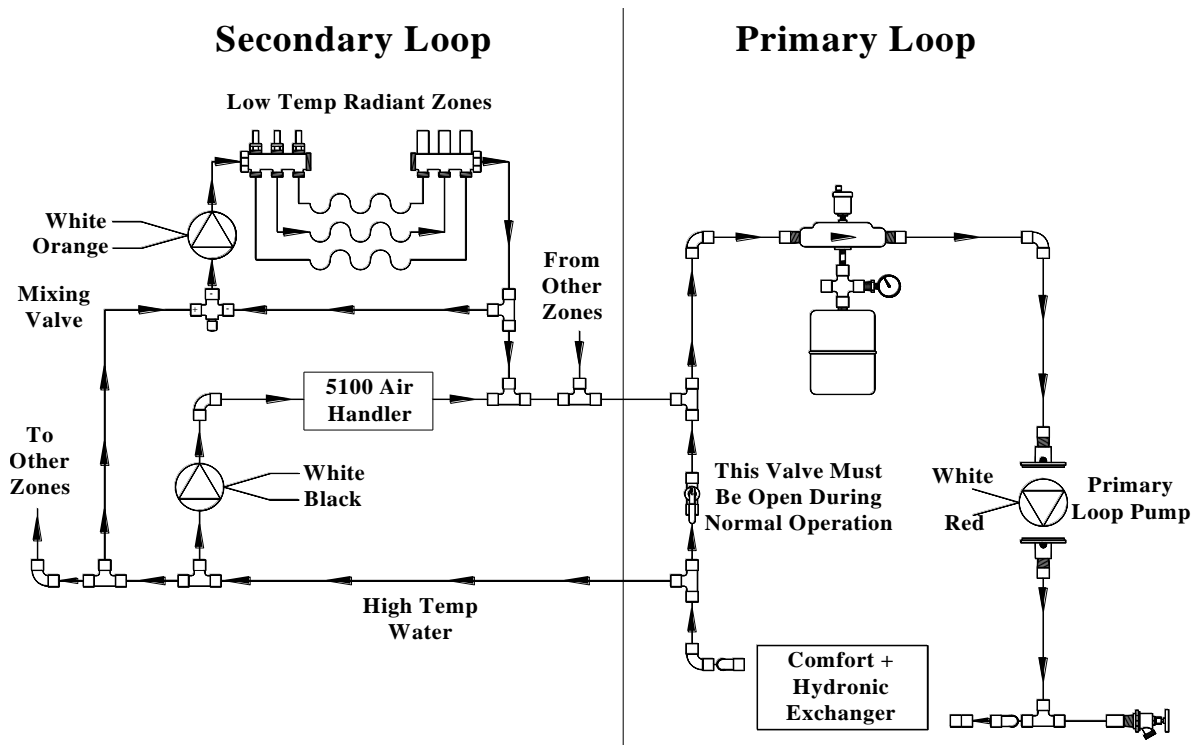 Secondary Loop
Primary Loop
Low Temp Radiant Zones
White
Orange
Mixing
Valve
From
Other
Zones
5100 Air
Handler
To
Other
Zones
White
Black
This Valve Must
Be Open During
Normal Operation
White
Red
Primary
Loop Pump
High Temp
Water
Comfort +
Hydronic
Exchanger